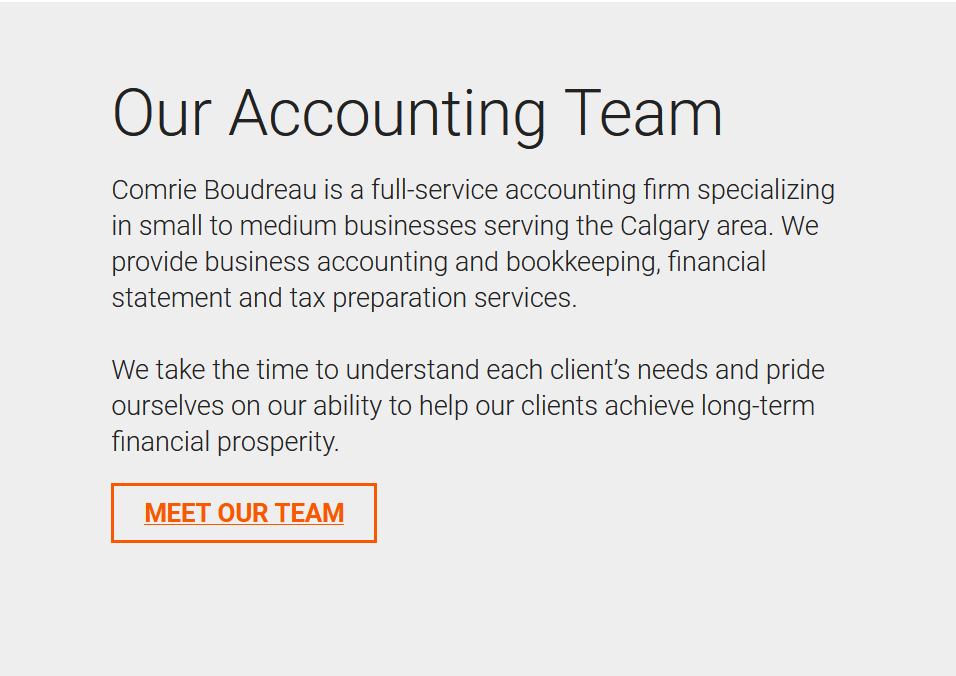 Our Accounting Team
Comrie Boudreau is a full-service accounting firm specializing
in small to medium businesses serving the Calgary area. We
provide business accounting and bookkeeping, financial
statement and tax preparation services.
We take the time to understand each client’s needs and pride
ourselves on our ability to help our clients achieve long-term
financial prosperity.
MEET OUR TEAM